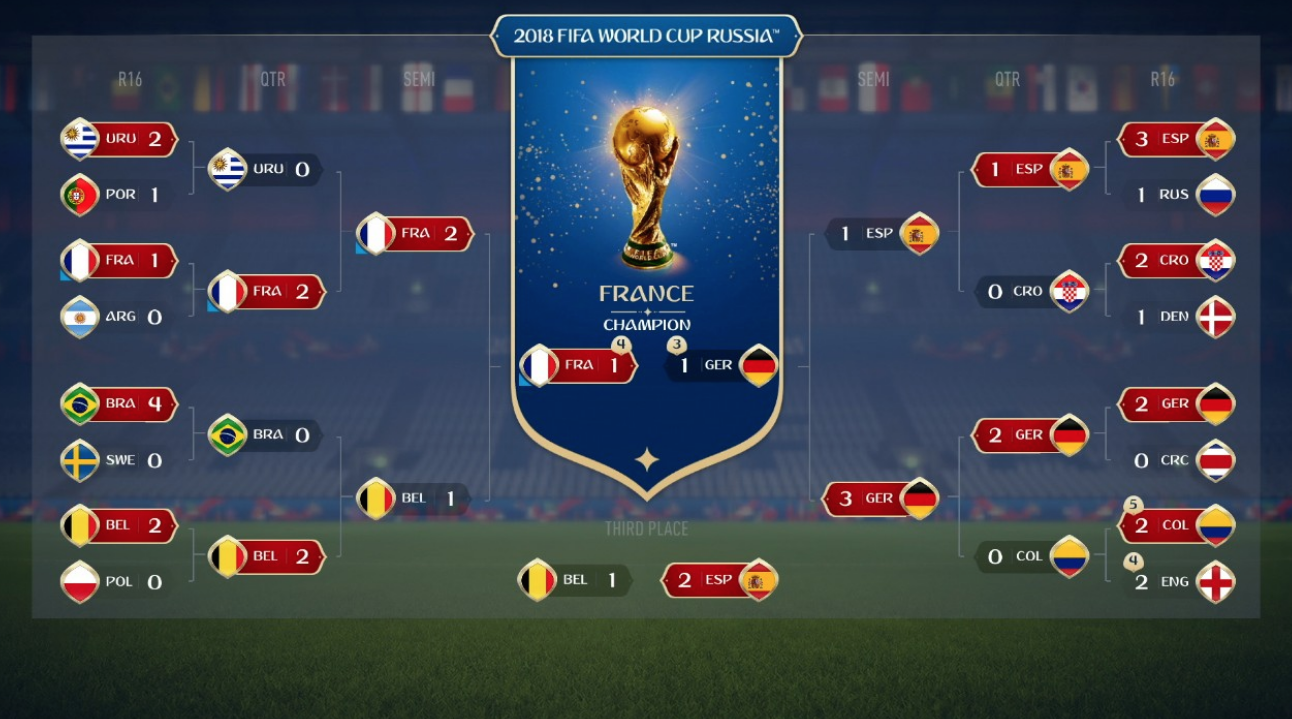 2018 FIFA WORLD CUP RUSSIA™
R16 QTR SEMI SEMI QTR R16
URU 2
POR 1
URU 0
FRA 1
ARG 0
FRA 2
FRA 2
BRA 4
SWE 0
BRA 0
BEL 2
POL 0
BEL 2
BEL 1
FRANCE
CHAMPION
4 3
FRA 1 1 GER
THIRD PLACE
BEL 1 2 ESP
1 ESP
3 GER
1 ESP
0 CRO
2 GER
0 COL
3 ESP
1 RUS
2 CRO
1 DEN
2 GER
0 CRC
5
2 COL
4
2 ENG